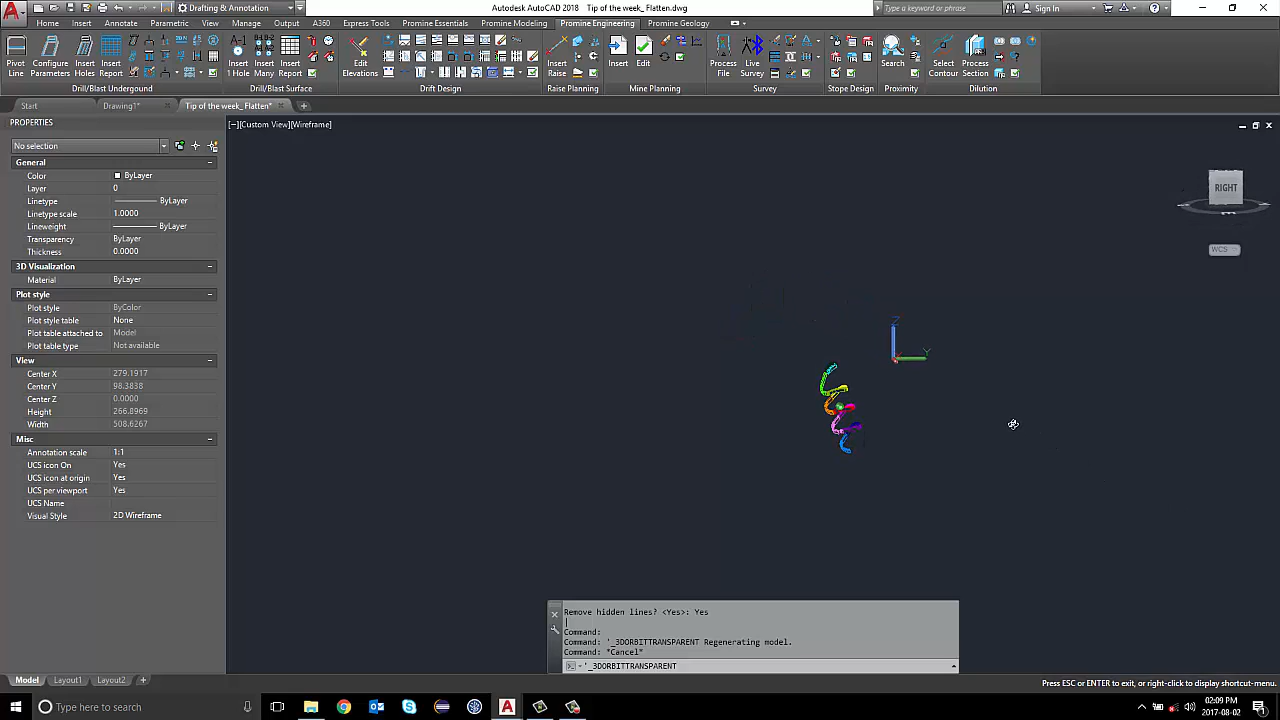 Drafting & Annotation
Autodesk AutoCAD 2018 Tip of the week_ Flatten.dwg
Type a keyword or phrase
Sign In
Home Insert Annotate Parametric View Manage Output A360 Express Tools Promine Essentials Promine Modeling Promine Engineering Promine Geology
Pivot Line
Configure Parameters
Insert Holes
Insert Report
Insert 1 Hole
Insert Many
Insert Report
Edit Elevations
Insert Raise
Insert
Edit
Process File
Live Survey
Search
Select Contour
Process Section
Drill/Blast Underground
Drill/Blast Surface
Drift Design
Raise Planning
Mine Planning
Survey
Stope Design
Proximity
Dilution
Start
Drawing1*
Tip of the week_ Flatten*
PROPERTIES
[−][Custom View][Wireframe]
No selection
General
Color ByLayer
Layer 0
Linetype ByLayer
Linetype scale 1.0000
Lineweight ByLayer
Transparency ByLayer
Thickness 0.0000
3D Visualization
Material ByLayer
Plot style
Plot style ByColor
Plot style table None
Plot table attached to Model
Plot table type Not available
View
Center X 279.1917
Center Y 98.3838
Center Z 0.0000
Height 266.8969
Width 508.6267
Misc
Annotation scale 1:1
UCS icon On Yes
UCS icon at origin Yes
UCS per viewport Yes
UCS Name
Visual Style 2D Wireframe
RIGHT
WCS
Z
Y
Remove hidden lines? <Yes>: Yes
Command:
Command: '_3DORBITTRANSPARENT Regenerating model.
Command: *Cancel*
'_3DORBITTRANSPARENT
Model Layout1 Layout2
Press ESC or ENTER to exit, or right-click to display shortcut-menu.
Type here to search
02:09 PM
2017-08-02